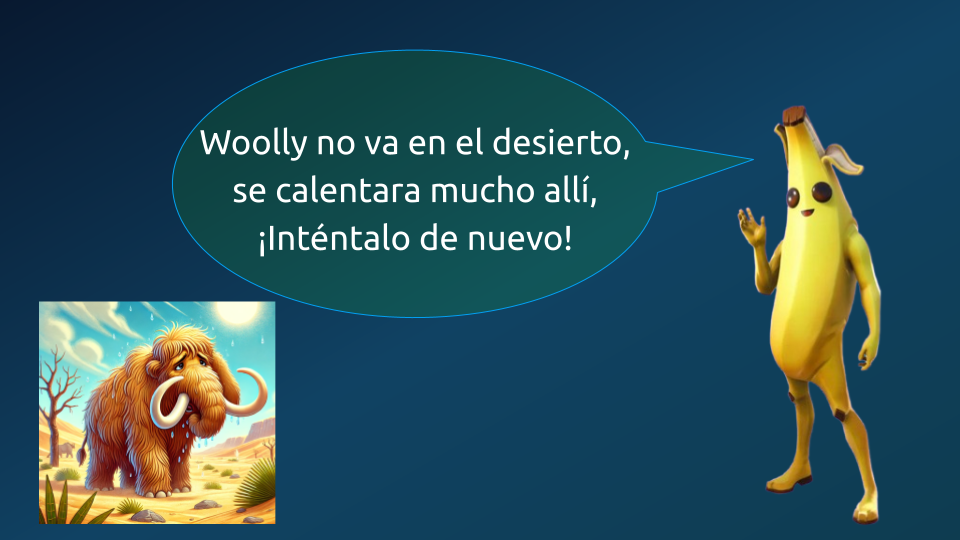 Woolly no va en el desierto,
se calentara mucho allí,
¡Inténtalo de nuevo!